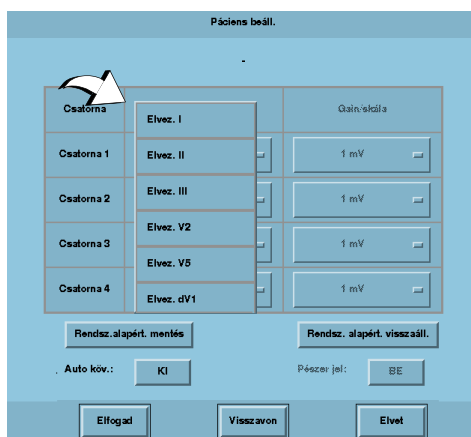 Páciens beáll.
-
Csatorna
Gain/skála
Elvez. I
Elvez. II
Elvez. III
Elvez. V2
Elvez. V5
Elvez. dV1
Csatorna 1
1 mV
Csatorna 2
1 mV
Csatorna 3
1 mV
Csatorna 4
1 mV
Rendsz.alapért. mentés
Rendsz. alapért. visszaáll.
Auto köv.:
KI
Pészer jel:
BE
Elfogad
Visszavon
Elvet